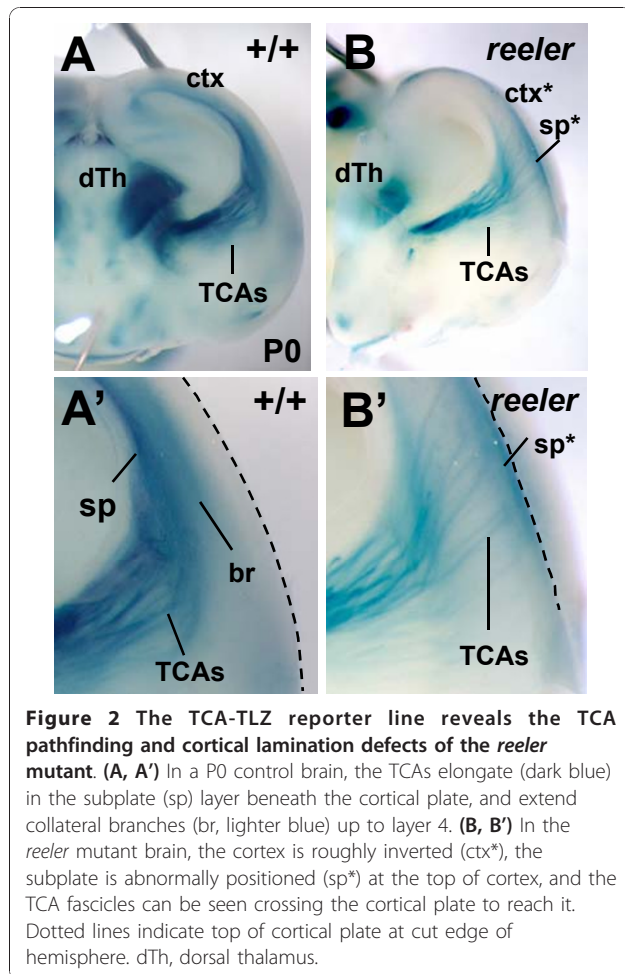 A +/+
ctx
dTh
TCAs
P0
B reeler
ctx*
sp*
dTh
TCAs
A’ +/+
sp
br
TCAs
B’ reeler
sp*
TCAs
Figure 2 The TCA-TLZ reporter line reveals the TCA
pathfinding and cortical lamination defects of the reeler
mutant. (A, A’) In a P0 control brain, the TCAs elongate (dark blue)
in the subplate (sp) layer beneath the cortical plate, and extend
collateral branches (br, lighter blue) up to layer 4. (B, B’) In the
reeler mutant brain, the cortex is roughly inverted (ctx*), the
subplate is abnormally positioned (sp*) at the top of cortex, and the
TCA fascicles can be seen crossing the cortical plate to reach it.
Dotted lines indicate top of cortical plate at cut edge of
hemisphere. dTh, dorsal thalamus.